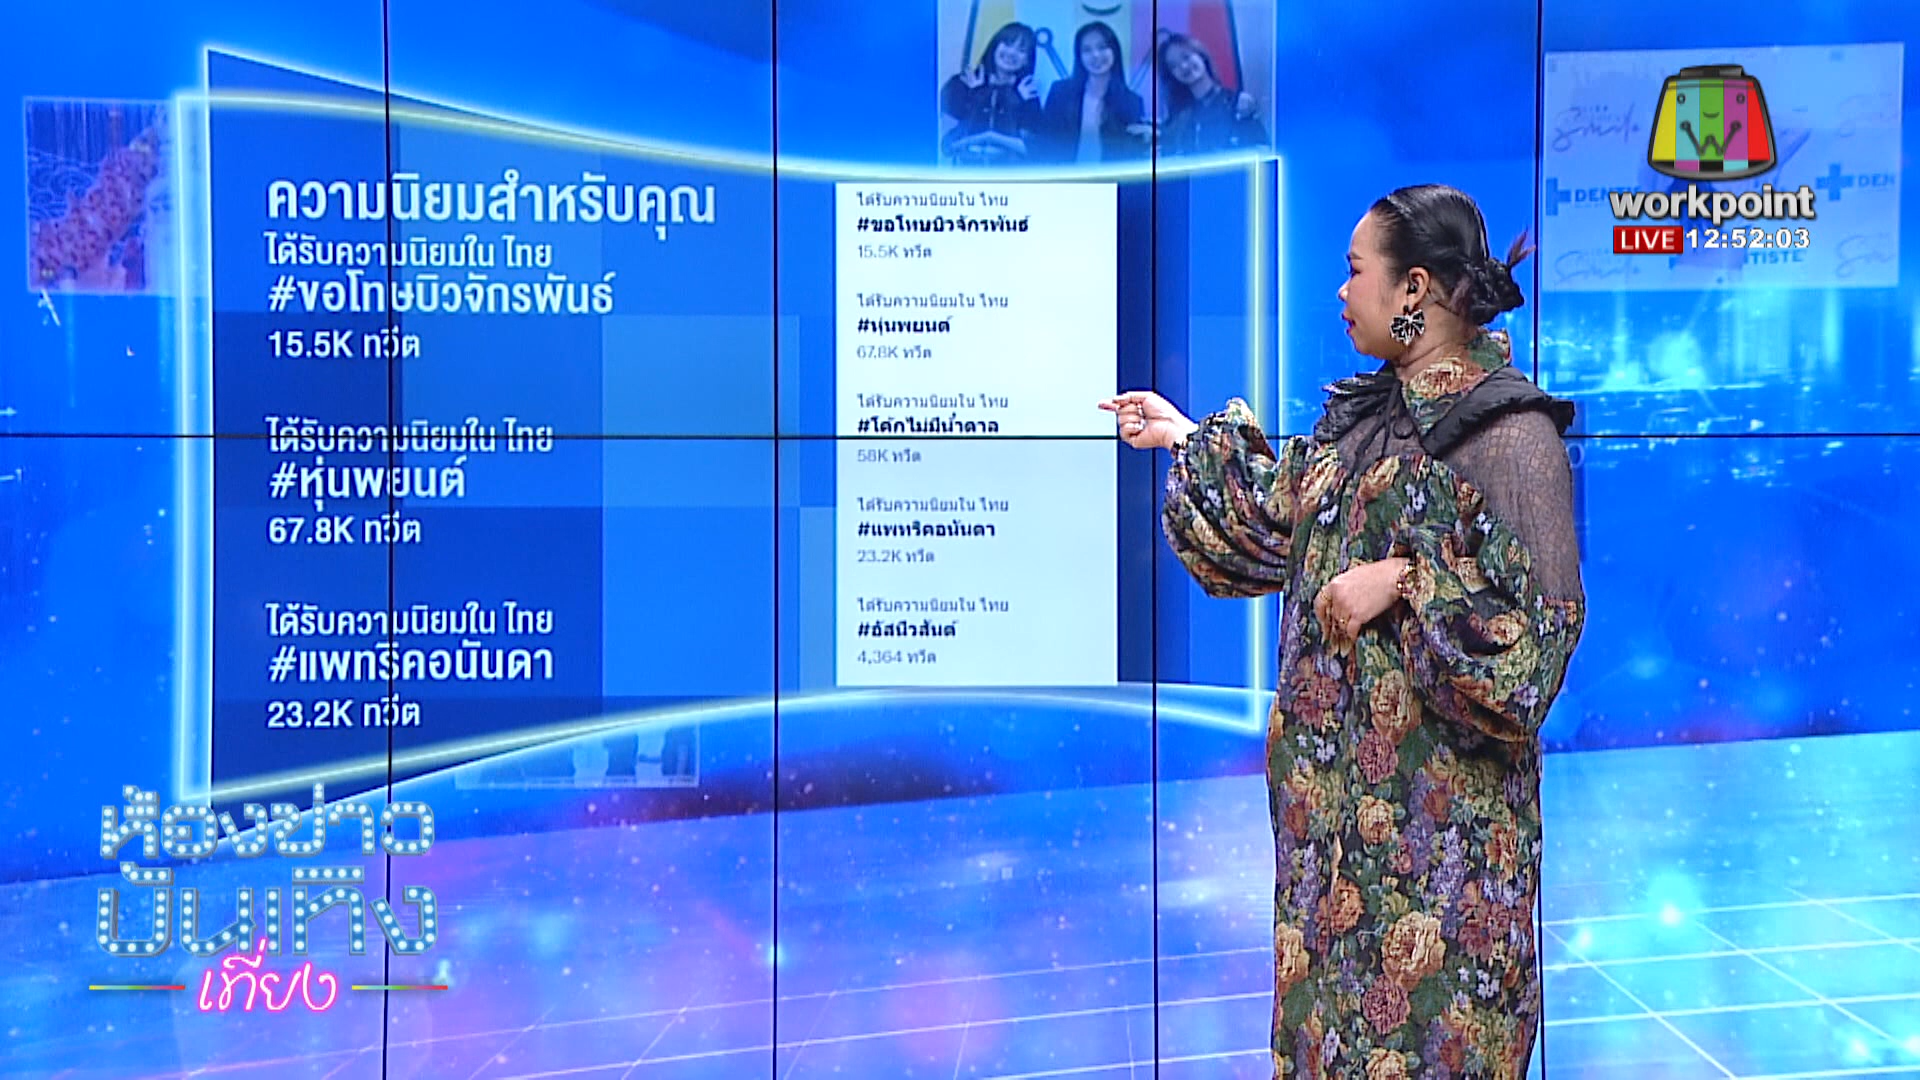 ความนิยมสำหรับคุณ
ได้รับความนิยมใน ไทย
#ขอโทษบิวจักรพันธ์
15.5K ทวีต
ได้รับความนิยมใน ไทย
#หุ่นพยนต์
67.8K ทวีต
ได้รับความนิยมใน ไทย
#แพทริคอนันดา
23.2K ทวีต
ได้รับความนิยมใน ไทย
#ขอโทษบิวจักรพันธ์
15.5K ทวีต
ได้รับความนิยมใน ไทย
#หุ่นพยนต์
67.8K ทวีต
ได้รับความนิยมใน ไทย
#โค้กไม่มีน้ำตาล
58K ทวีต
ได้รับความนิยมใน ไทย
#แพทริคอนันดา
23.2K ทวีต
ได้รับความนิยมใน ไทย
#อัสนีวสันต์
4,364 ทวีต
workpoint
LIVE 12:52:03
ห้องข่าว
บันเทิง
เที่ยง